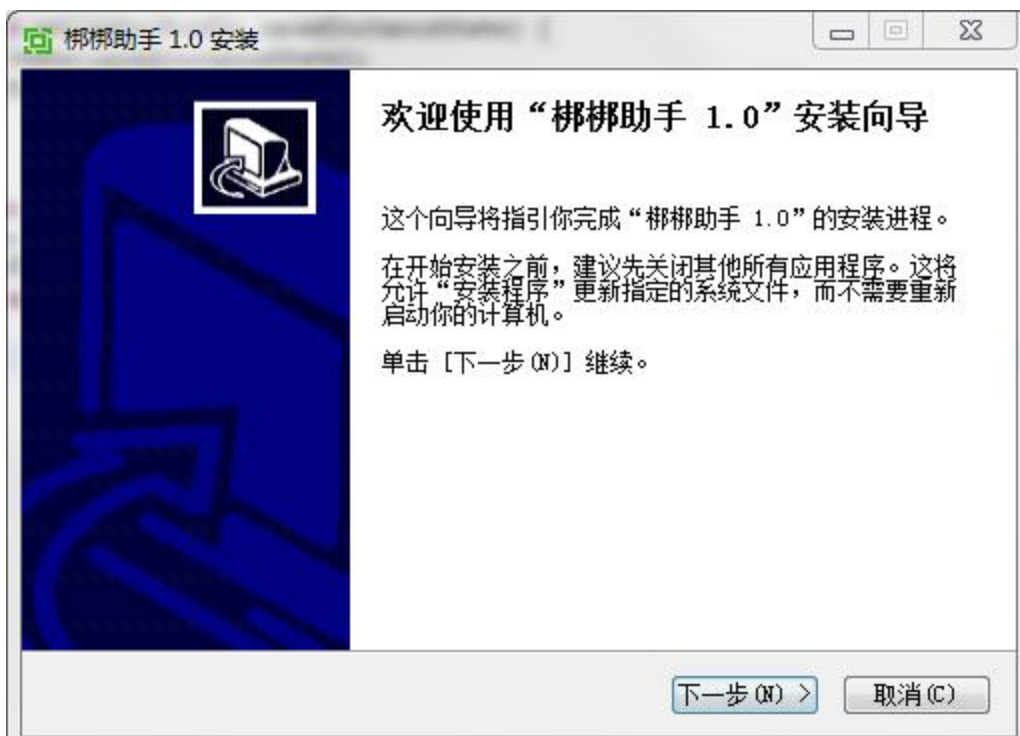 梆梆助手 1.0 安装
欢迎使用“梆梆助手 1.0”安装向导
这个向导将指引你完成“梆梆助手 1.0”的安装进程。
在开始安装之前，建议先关闭其他所有应用程序。这将
允许“安装程序”更新指定的系统文件，而不需要重新
启动你的计算机。
单击 [下一步(N)] 继续。
下一步(N) >
取消(C)